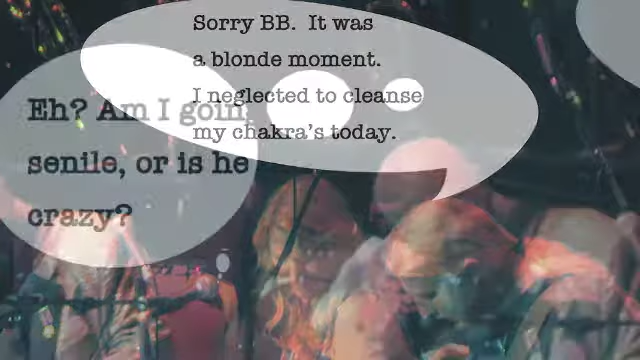 Sorry BB. It was
a blonde moment.
I neglected to cleanse
my chakra's today.
Eh? Am I goin
senile, or is he
crazy?